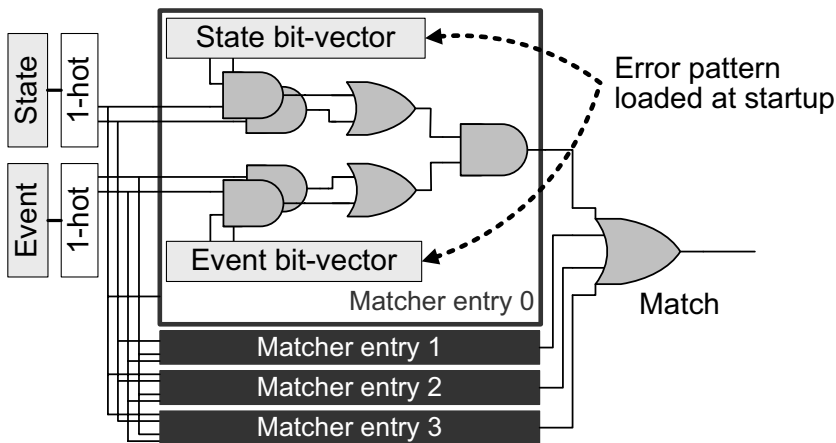 State bit-vector
State
1-hot
Error pattern
loaded at startup
Event
1-hot
Event bit-vector
Matcher entry 0
Match
Matcher entry 1
Matcher entry 2
Matcher entry 3